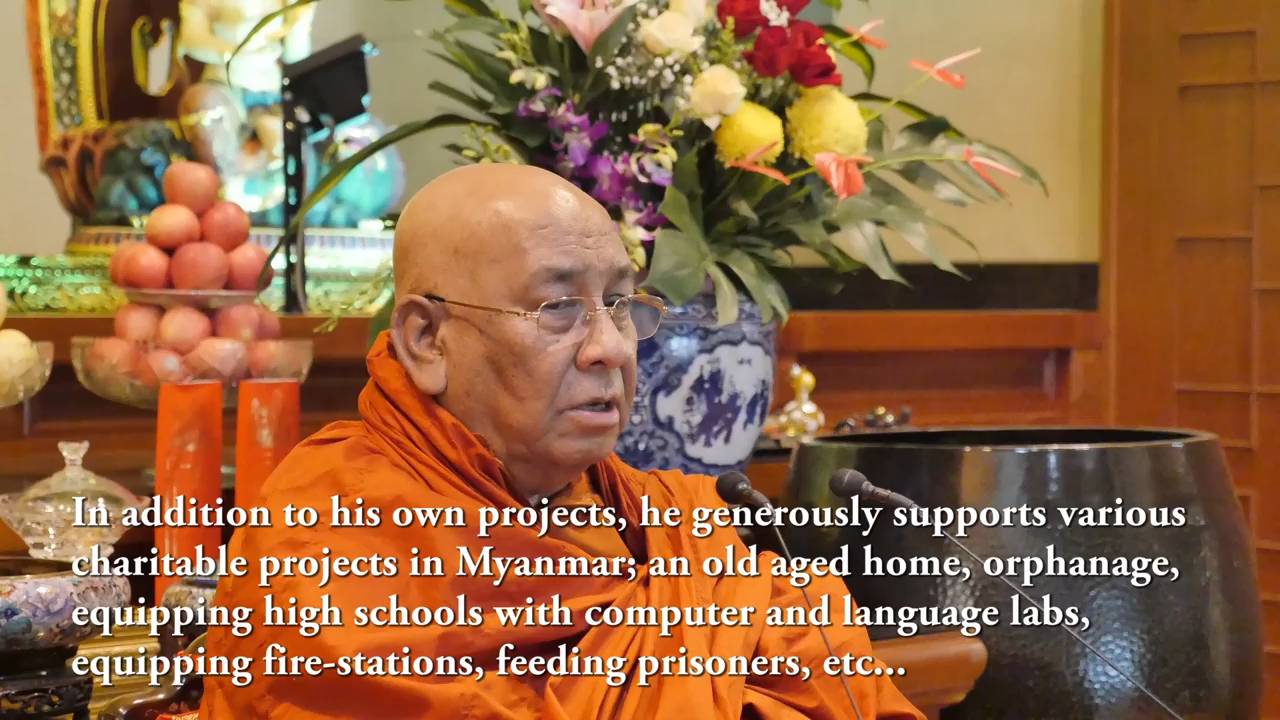 In addition to his own projects, he generously supports various
charitable projects in Myanmar; an old aged home, orphanage,
equipping high schools with computer and language labs,
equipping fire-stations, feeding prisoners, etc...